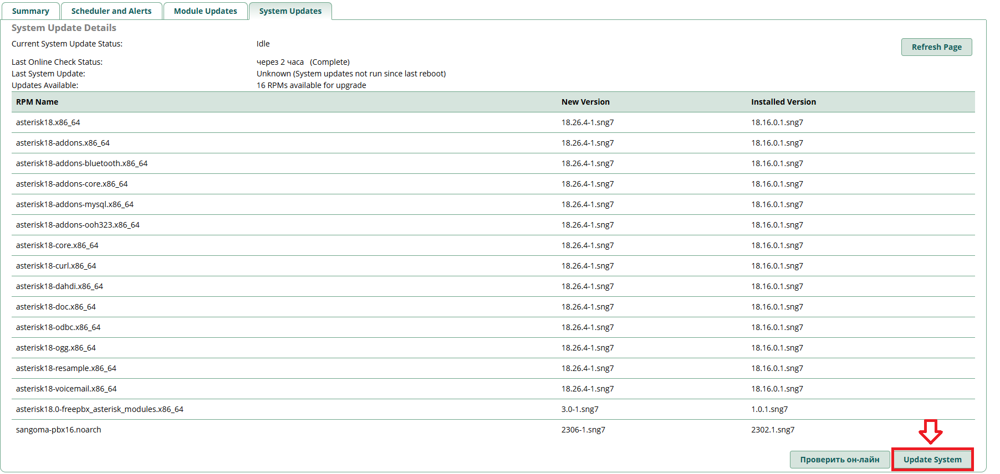 Summary Scheduler and Alerts Module Updates System Updates
System Update Details
Current System Update Status: Idle
Refresh Page
Last Online Check Status: через 2 часа (Complete)
Last System Update: Unknown (System updates not run since last reboot)
Updates Available: 16 RPMs available for upgrade
RPM Name New Version Installed Version
asterisk18.x86_64 18.26.4-1.sng7 18.16.0.1.sng7
asterisk18-addons.x86_64 18.26.4-1.sng7 18.16.0.1.sng7
asterisk18-addons-bluetooth.x86_64 18.26.4-1.sng7 18.16.0.1.sng7
asterisk18-addons-core.x86_64 18.26.4-1.sng7 18.16.0.1.sng7
asterisk18-addons-mysql.x86_64 18.26.4-1.sng7 18.16.0.1.sng7
asterisk18-addons-ooh323.x86_64 18.26.4-1.sng7 18.16.0.1.sng7
asterisk18-core.x86_64 18.26.4-1.sng7 18.16.0.1.sng7
asterisk18-curl.x86_64 18.26.4-1.sng7 18.16.0.1.sng7
asterisk18-dahdi.x86_64 18.26.4-1.sng7 18.16.0.1.sng7
asterisk18-doc.x86_64 18.26.4-1.sng7 18.16.0.1.sng7
asterisk18-odbc.x86_64 18.26.4-1.sng7 18.16.0.1.sng7
asterisk18-ogg.x86_64 18.26.4-1.sng7 18.16.0.1.sng7
asterisk18-resample.x86_64 18.26.4-1.sng7 18.16.0.1.sng7
asterisk18-voicemail.x86_64 18.26.4-1.sng7 18.16.0.1.sng7
asterisk18.0-freepbx_asterisk_modules.x86_64 3.0-1.sng7 1.0.1.sng7
sangoma-pbx16.noarch 2306-1.sng7 2302.1.sng7
Проверить он-лайн Update System